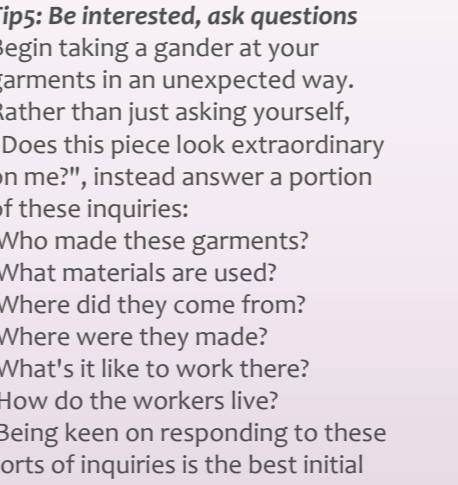 Tip5: Be interested, ask questions
Begin taking a gander at your
garments in an unexpected way.
Rather than just asking yourself,
"Does this piece look extraordinary
on me?", instead answer a portion
of these inquiries:
Who made these garments?
What materials are used?
Where did they come from?
Where were they made?
What's it like to work there?
How do the workers live?
Being keen on responding to these
sorts of inquiries is the best initial